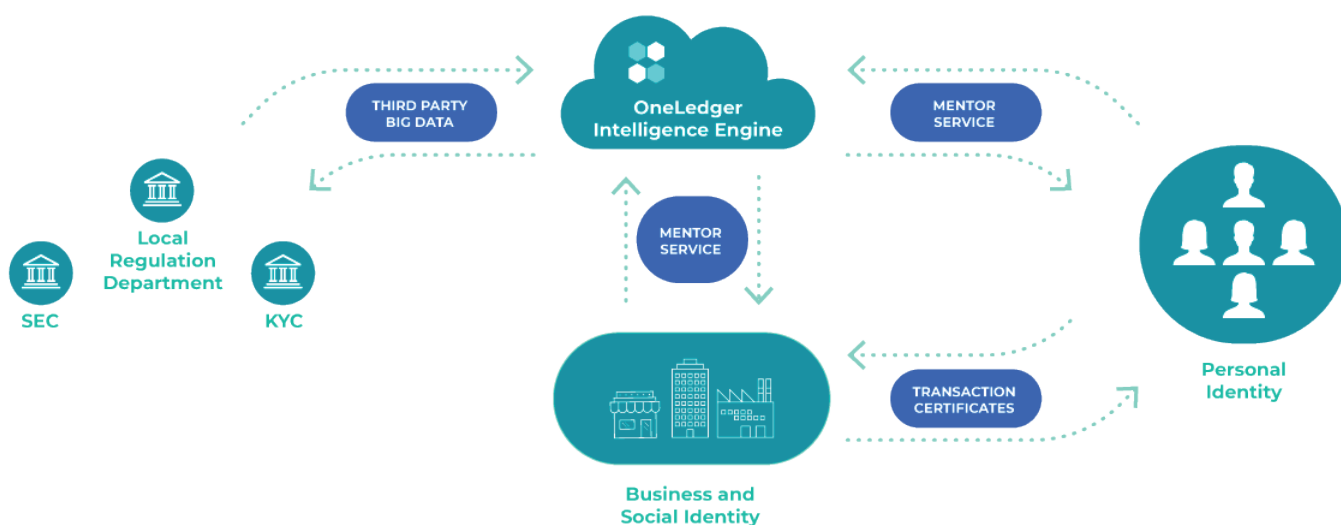 OneLedger
Intelligence Engine
THIRD PARTY
BIG DATA
MENTOR
SERVICE
MENTOR
SERVICE
Local
Regulation
Department
SEC
KYC
TRANSACTION
CERTIFICATES
Personal
Identity
Business and
Social Identity